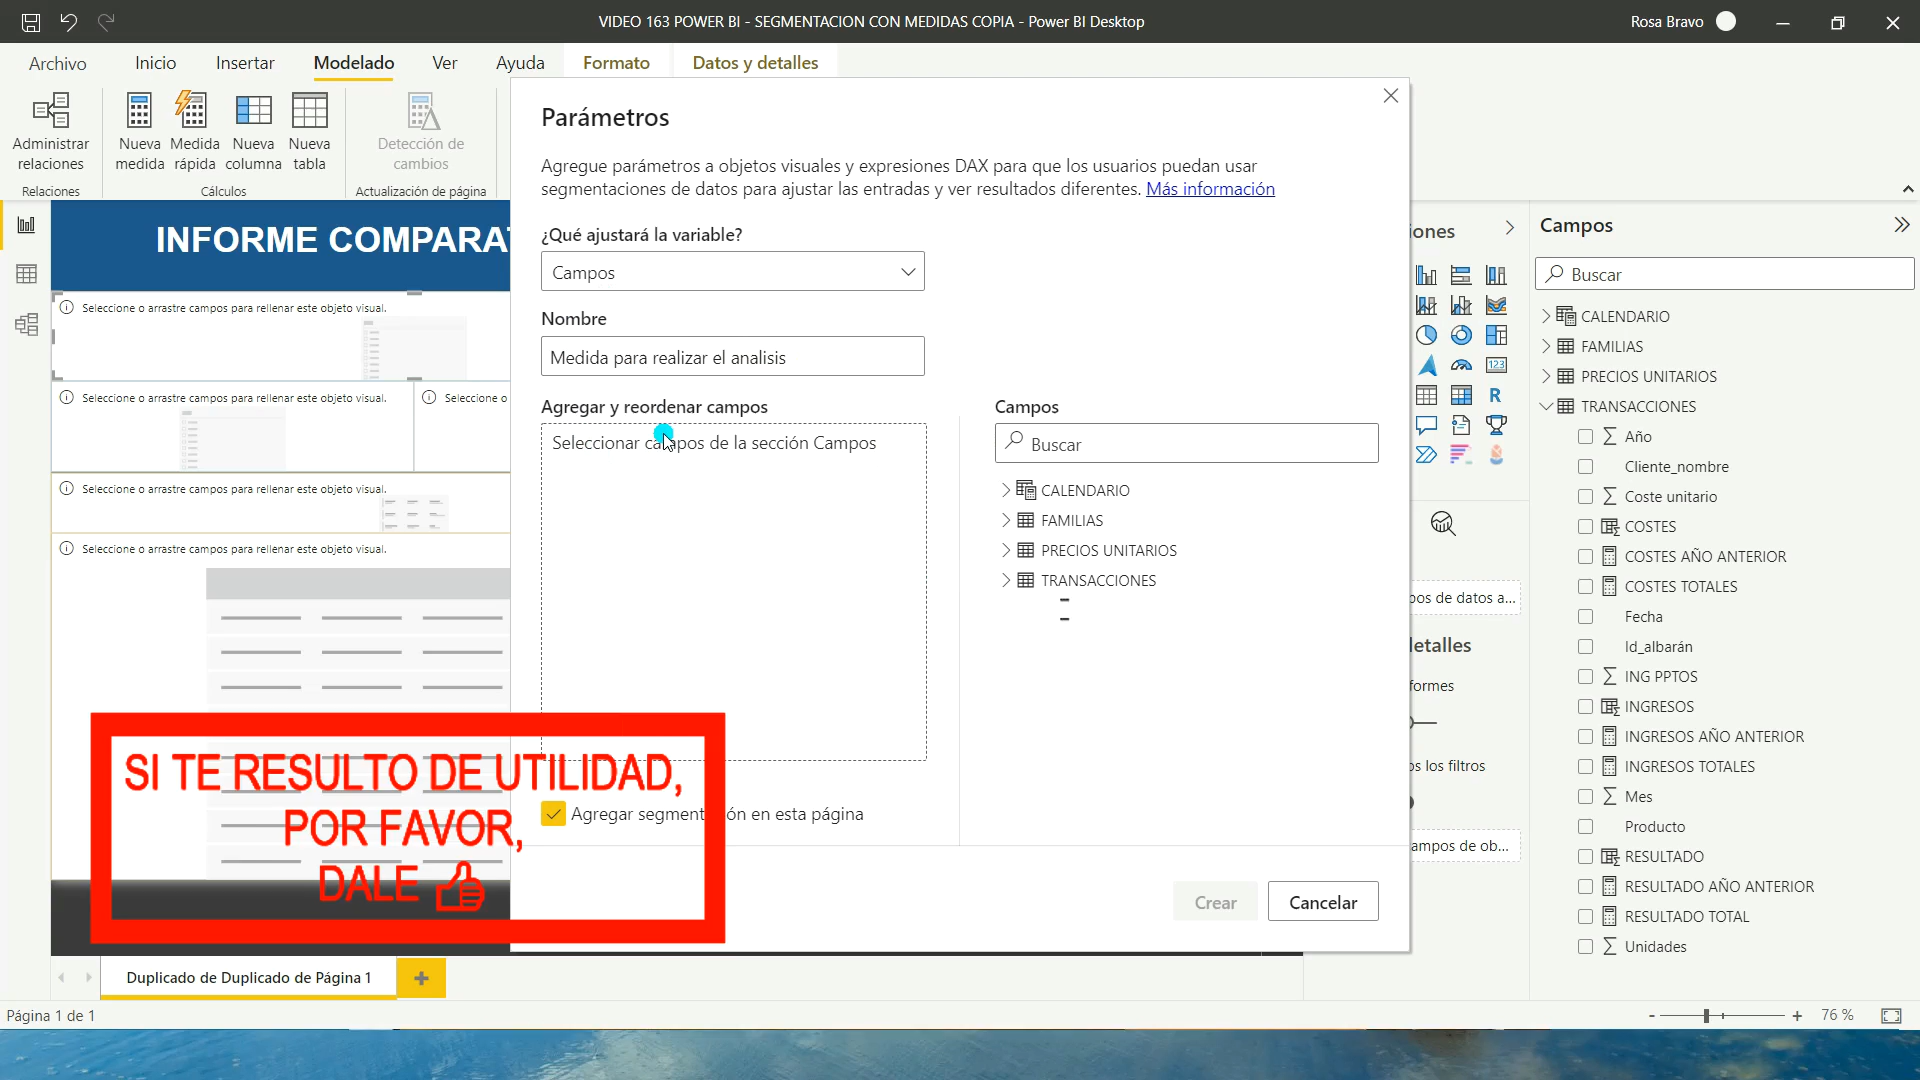 VIDEO 163 POWER BI - SEGMENTACION CON MEDIDAS COPIA - Power BI Desktop
Rosa Bravo
Archivo
Inicio
Insertar
Modelado
Ver
Ayuda
Formato
Datos y detalles
Administrar
relaciones
Nueva
medida
Medida
rápida
Nueva
columna
Nueva
tabla
Detección de
cambios
Relaciones
Cálculos
Actualización de página
INFORME COMPARAT
Seleccione o arrastre campos para rellenar este objeto visual.
Seleccione o arrastre campos para rellenar este objeto visual.
Seleccione o
Seleccione o arrastre campos para rellenar este objeto visual.
Seleccione o arrastre campos para rellenar este objeto visual.
Parámetros
Agregue parámetros a objetos visuales y expresiones DAX para que los usuarios puedan usar
segmentaciones de datos para ajustar las entradas y ver resultados diferentes. Más información
¿Qué ajustará la variable?
Campos
Nombre
Medida para realizar el analisis
Agregar y reordenar campos
Seleccionar campos de la sección Campos
Campos
Buscar
CALENDARIO
FAMILIAS
PRECIOS UNITARIOS
TRANSACCIONES
Agregar segmentación en esta página
Crear
Cancelar
SI TE RESULTO DE UTILIDAD,
POR FAVOR,
DALE
iones
123
R
pos de datos a...
detalles
formes
os los filtros
ampos de ob...
Campos
Buscar
CALENDARIO
FAMILIAS
PRECIOS UNITARIOS
TRANSACCIONES
Año
Cliente_nombre
Coste unitario
COSTES
COSTES AÑO ANTERIOR
COSTES TOTALES
Fecha
Id_albarán
ING PPTOS
INGRESOS
INGRESOS AÑO ANTERIOR
INGRESOS TOTALES
Mes
Producto
RESULTADO
RESULTADO AÑO ANTERIOR
RESULTADO TOTAL
Unidades
Duplicado de Duplicado de Página 1
Página 1 de 1
76 %